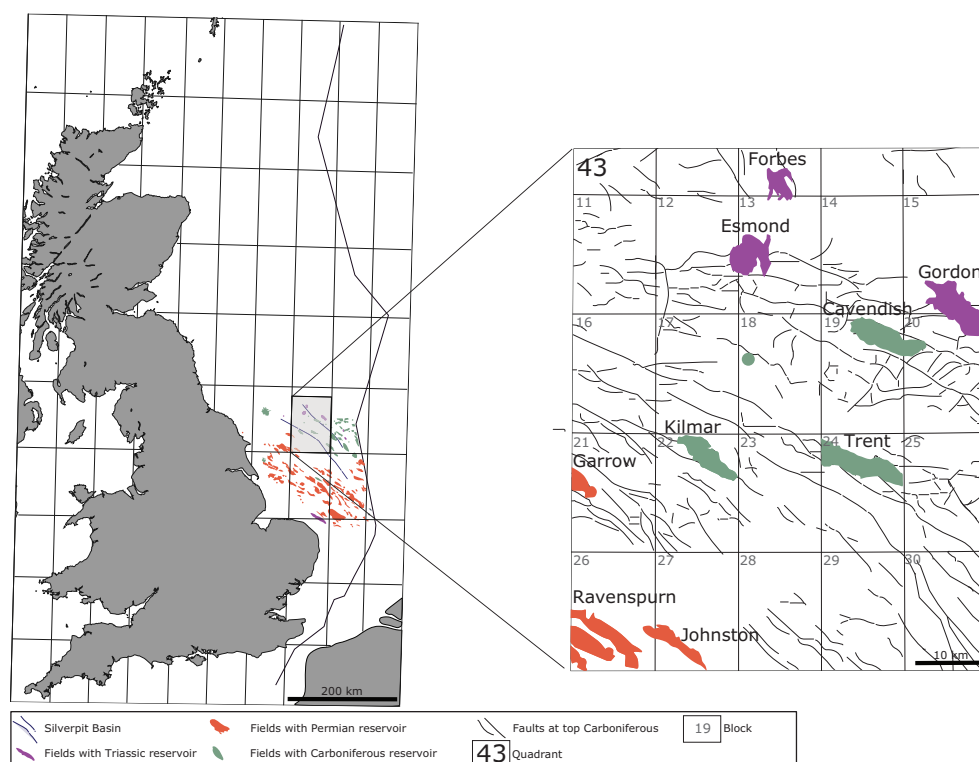 43
Forbes
11 12 13 14 15
Esmond
Gordon
Cavendish
16 17 18 19 20
Kilmar
Trent
21 22 23 24 25
Garrow
26 27 28 29 30
Ravenspurn
Johnston
10 km
200 km
Silverpit Basin
Fields with Permian reservoir
Faults at top Carboniferous
19 Block
Fields with Triassic reservoir
Fields with Carboniferous reservoir
43 Quadrant